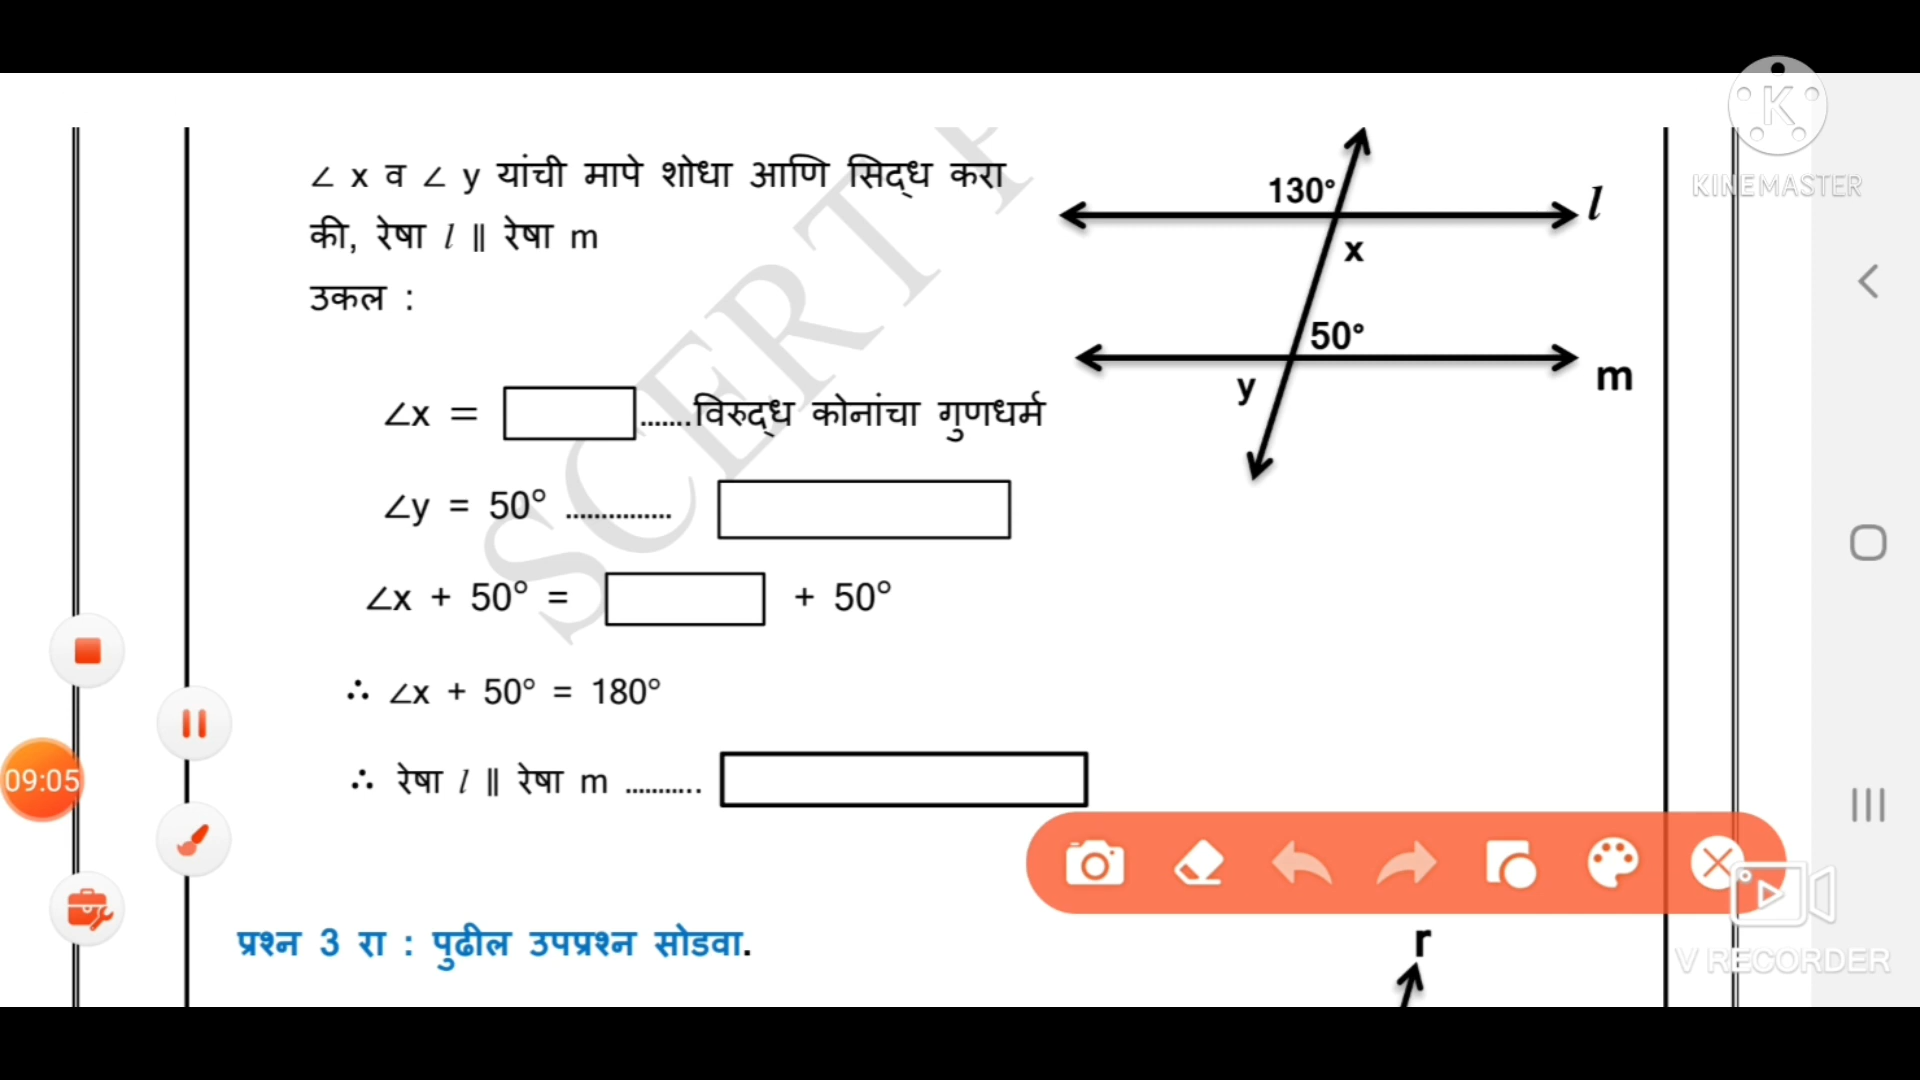 ∠ x व ∠ y यांची मापे शोधा आणि सिद्ध करा
की, रेषा l ∥ रेषा m
उकल :
∠x = .......विरुद्ध कोनांचा गुणधर्म
∠y = 50° ...............
∠x + 50° = + 50°
∴ ∠x + 50° = 180°
∴ रेषा l ∥ रेषा m ...........
130°
l
x
50°
m
y
SCERT
प्रश्न 3 रा : पुढील उपप्रश्न सोडवा.
r
09:05
K
KINEMASTER
V RECORDER